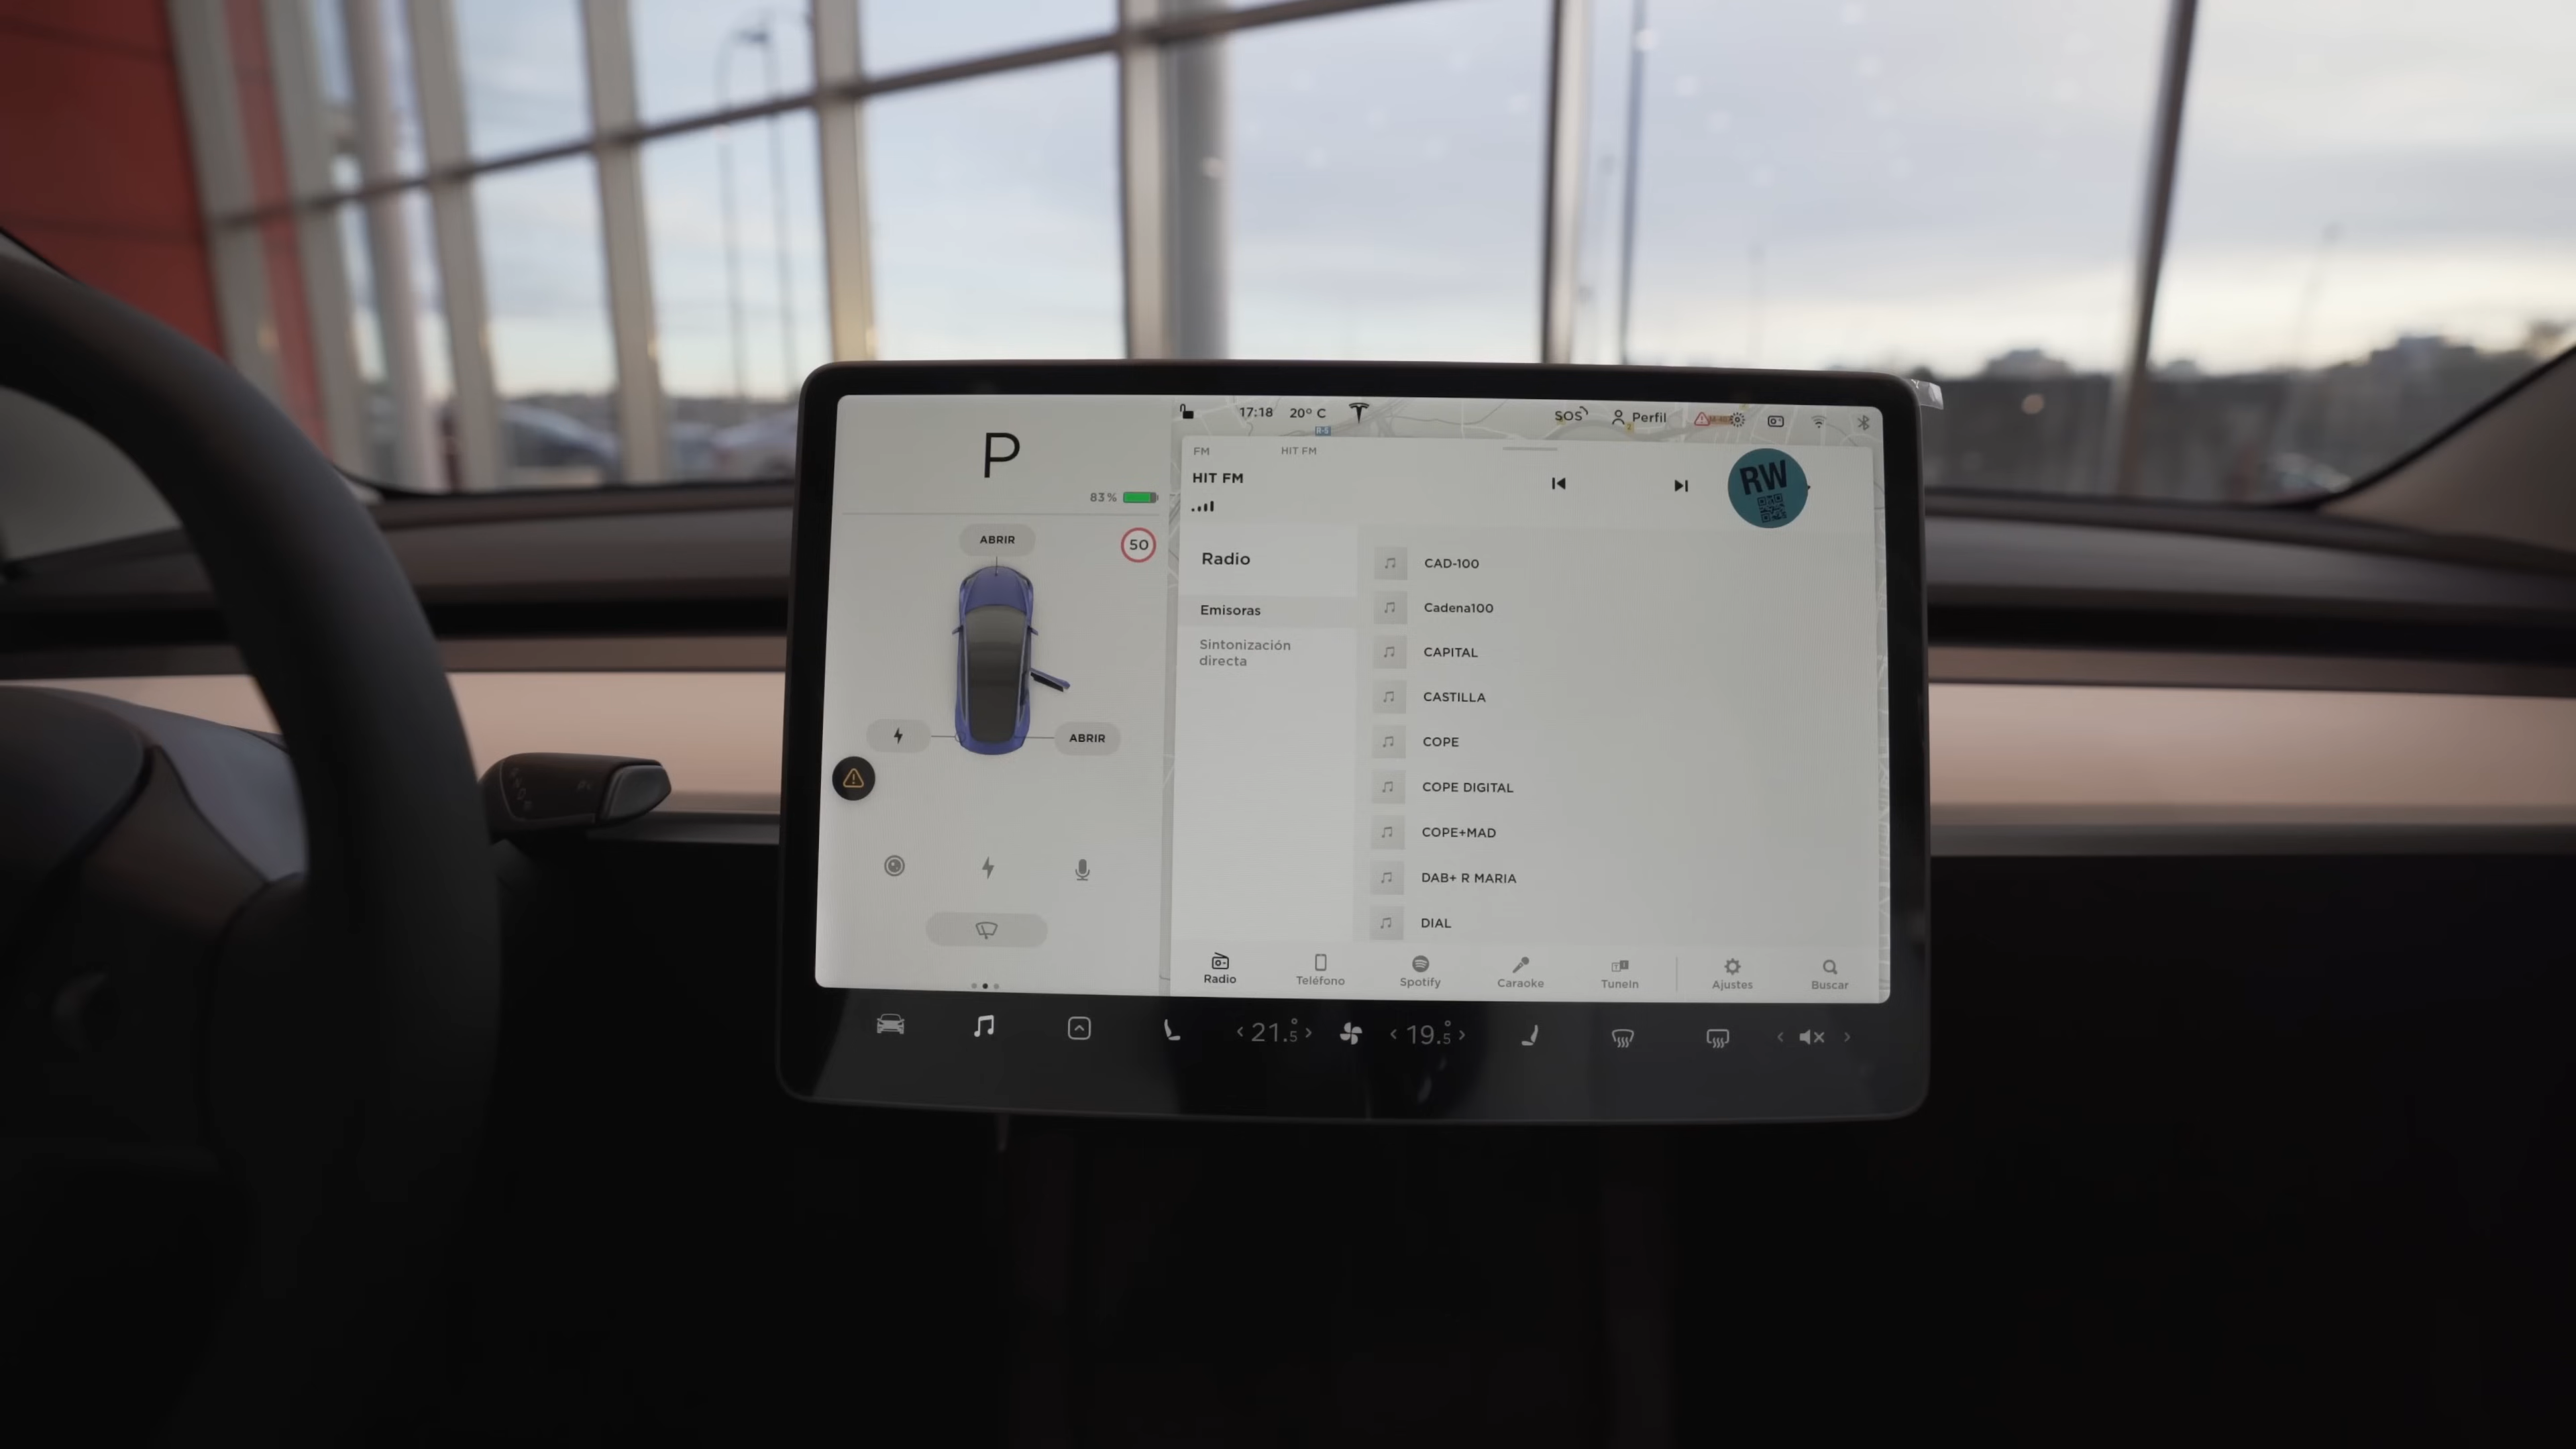 P
83 %
ABRIR
50
ABRIR
17:18 20° C
SOS
Perfil
R-5
FM HIT FM
HIT FM
RW
Radio
Emisoras
Sintonización
directa
CAD-100
Cadena100
CAPITAL
CASTILLA
COPE
COPE DIGITAL
COPE+MAD
DAB+ R MARIA
DIAL
Radio Teléfono Spotify Caraoke TuneIn Ajustes Buscar
21.5° 19.5°